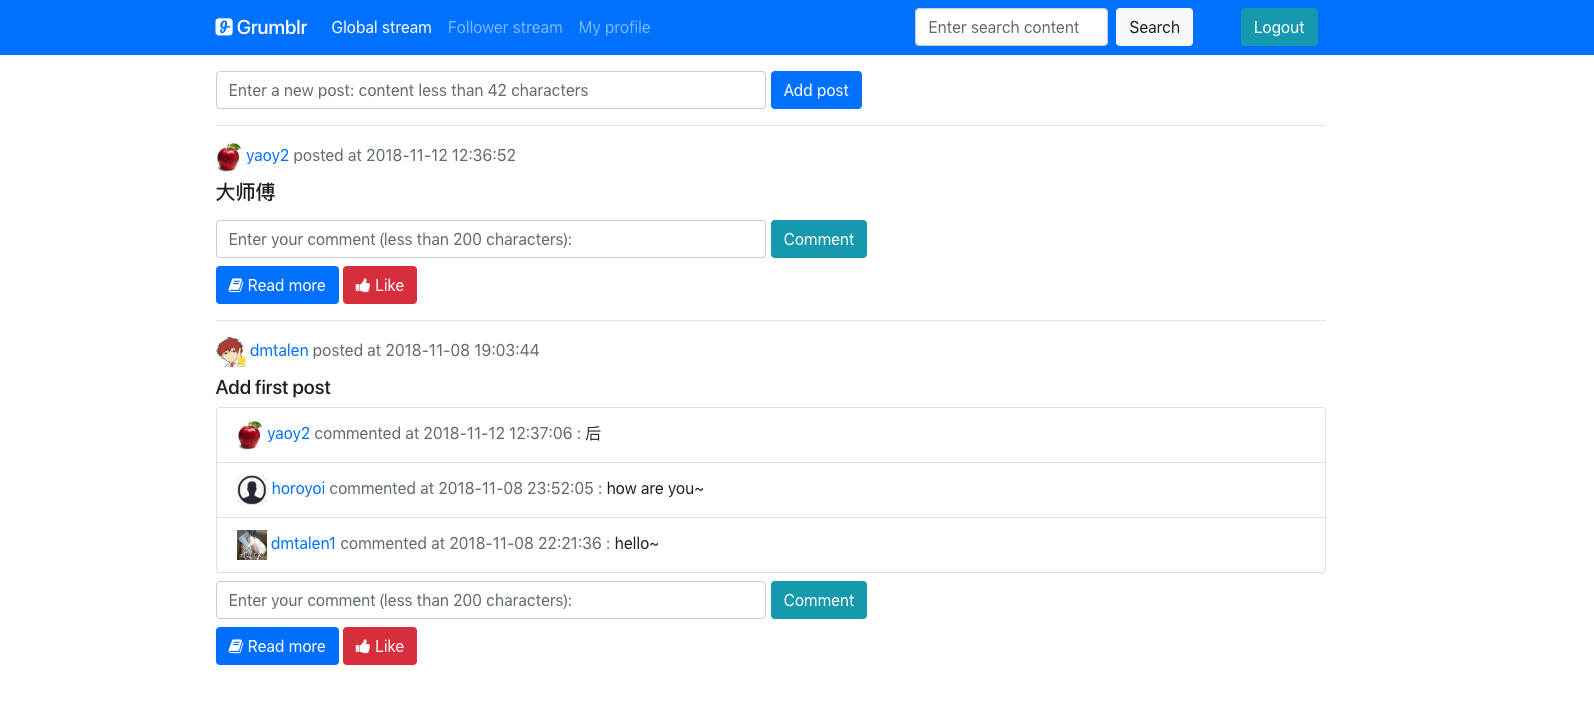 Grumblr Global stream Follower stream My profile Enter search content Search Logout
Enter a new post: content less than 42 characters Add post
yaoy2 posted at 2018-11-12 12:36:52
大师傅
Enter your comment (less than 200 characters): Comment
Read more Like
dmtalen posted at 2018-11-08 19:03:44
Add first post
yaoy2 commented at 2018-11-12 12:37:06 : 后
horoyoi commented at 2018-11-08 23:52:05 : how are you~
dmtalen1 commented at 2018-11-08 22:21:36 : hello~
Enter your comment (less than 200 characters): Comment
Read more Like